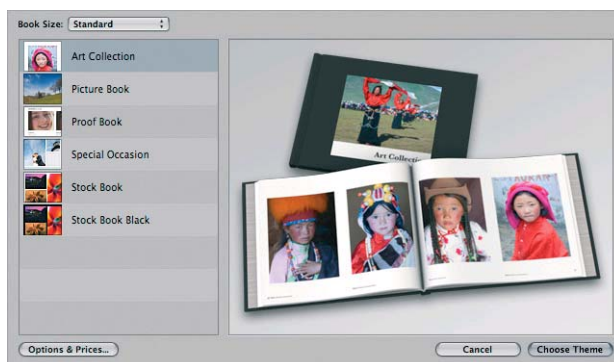 Book Size: Standard
Art Collection
Picture Book
Proof Book
Special Occasion
Stock Book
Stock Book Black
Art Collection
Options & Prices...
Cancel
Choose Theme